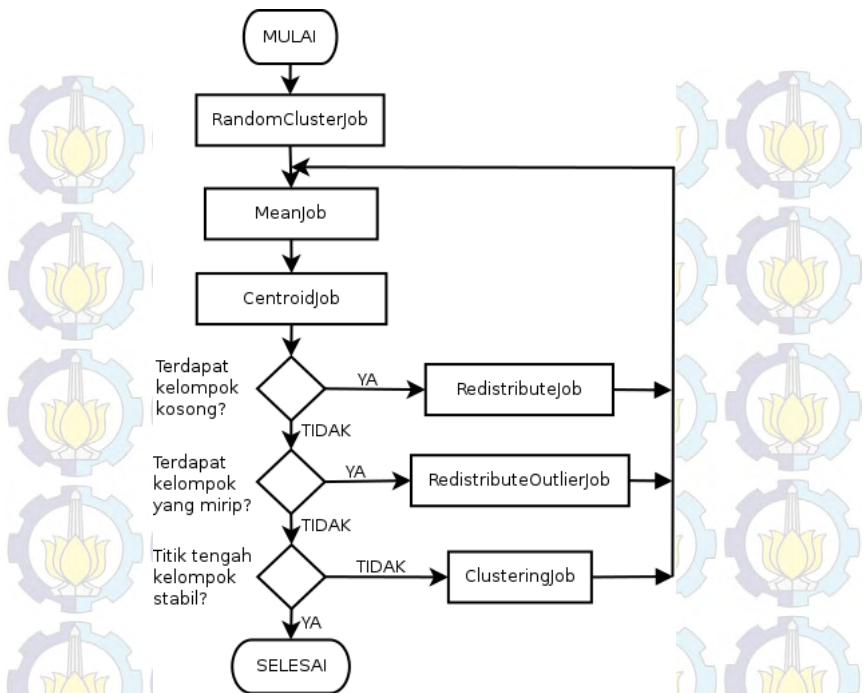 MULAI
RandomClusterJob
MeanJob
CentroidJob
Terdapat
kelompok
kosong?
YA
RedistributeJob
TIDAK
Terdapat
kelompok
yang mirip?
YA
RedistributeOutlierJob
TIDAK
Titik tengah
kelompok
stabil?
TIDAK
ClusteringJob
YA
SELESAI